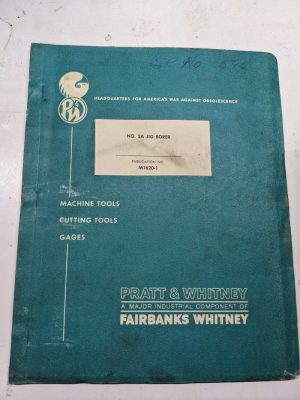 P&W
HEADQUARTERS FOR AMERICA'S WAR AGAINST OBSOLESCENCE
NO. 2A JIG BORER
PUBLICATION NO.
M1620-1
MACHINE TOOLS
CUTTING TOOLS
GAGES
PRATT & WHITNEY
A MAJOR INDUSTRIAL COMPONENT OF
FAIRBANKS WHITNEY